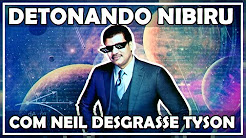 DETONANDO NIBIRU
COM NEIL DESGRASSE TYSON